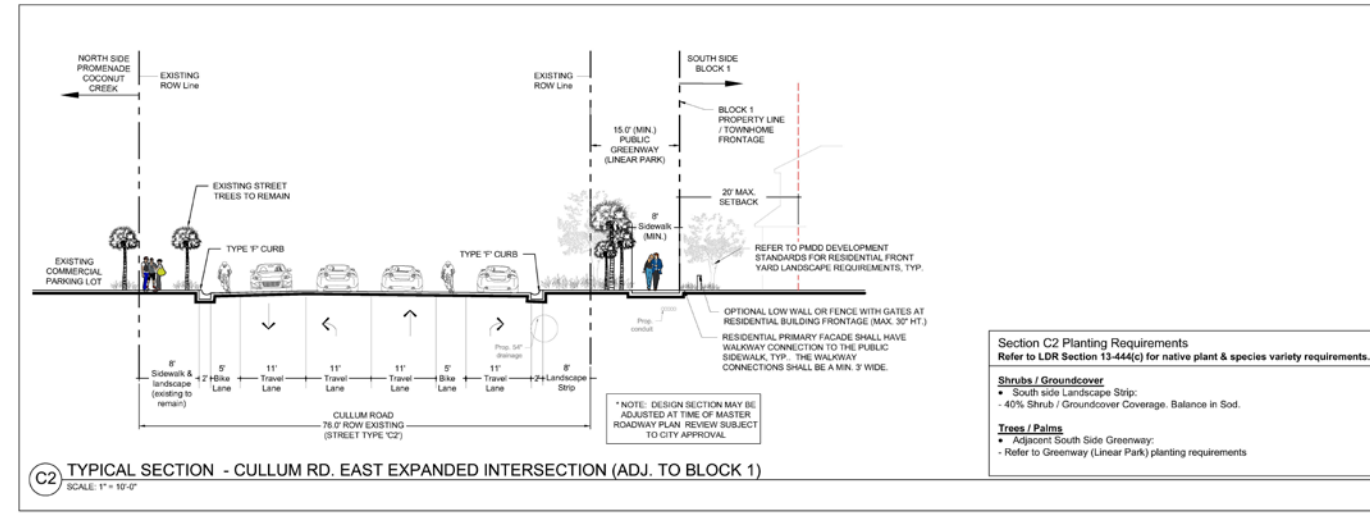 NORTH SIDE
PROMENADE
COCONUT
CREEK
EXISTING
ROW Line
EXISTING
ROW Line
SOUTH SIDE
BLOCK 1
BLOCK 1
PROPERTY LINE
/ TOWNHOME
FRONTAGE
15.0' (MIN.)
PUBLIC
GREENWAY
(LINEAR PARK)
EXISTING STREET
TREES TO REMAIN
20' MAX.
SETBACK
8'
Sidewalk
(MIN.)
TYPE 'F' CURB
TYPE 'F' CURB
EXISTING
COMMERCIAL
PARKING LOT
REFER TO PMDD DEVELOPMENT
STANDARDS FOR RESIDENTIAL FRONT
YARD LANDSCAPE REQUIREMENTS, TYP.
OPTIONAL LOW WALL OR FENCE WITH GATES AT
RESIDENTIAL BUILDING FRONTAGE (MAX. 30" HT.)
RESIDENTIAL PRIMARY FACADE SHALL HAVE
WALKWAY CONNECTION TO THE PUBLIC
SIDEWALK, TYP.. THE WALKWAY
CONNECTIONS SHALL BE A MIN. 3' WIDE.
Prop.
conduit
Prop. 54"
drainage
8'
Sidewalk &
landscape
(existing to
remain)
2'
5'
Bike
Lane
11'
Travel
Lane
11'
Travel
Lane
11'
Travel
Lane
5'
Bike
Lane
11'
Travel
Lane
2'
8'
Landscape
Strip
CULLUM ROAD
76.0' ROW EXISTING
(STREET TYPE "C2")
* NOTE: DESIGN SECTION MAY BE
ADJUSTED AT TIME OF MASTER
ROADWAY PLAN REVIEW SUBJECT
TO CITY APPROVAL
C2
TYPICAL SECTION - CULLUM RD. EAST EXPANDED INTERSECTION (ADJ. TO BLOCK 1)
SCALE: 1" = 10'-0"
Section C2 Planting Requirements
Refer to LDR Section 13-444(c) for native plant & species variety requirements.
Shrubs / Groundcover
• South side Landscape Strip:
- 40% Shrub / Groundcover Coverage. Balance in Sod.
Trees / Palms
• Adjacent South Side Greenway:
- Refer to Greenway (Linear Park) planting requirements